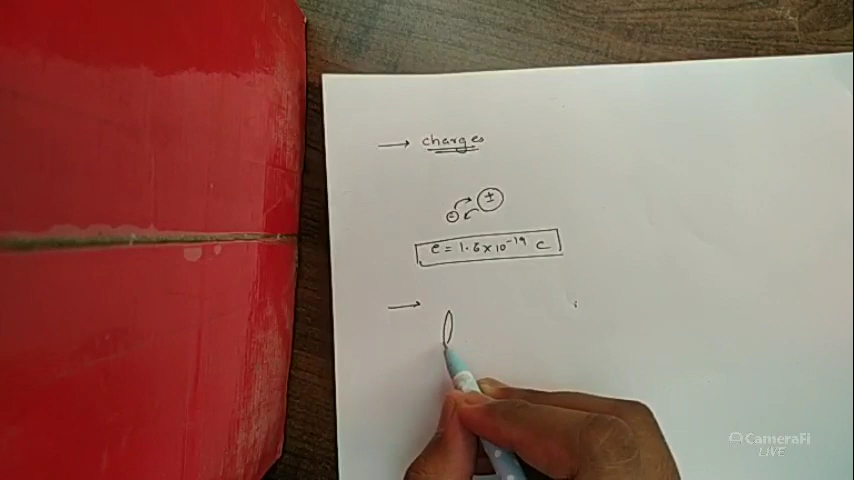 → charges
±
e = 1.6 x 10⁻¹⁹ C
→
CameraFi
LIVE